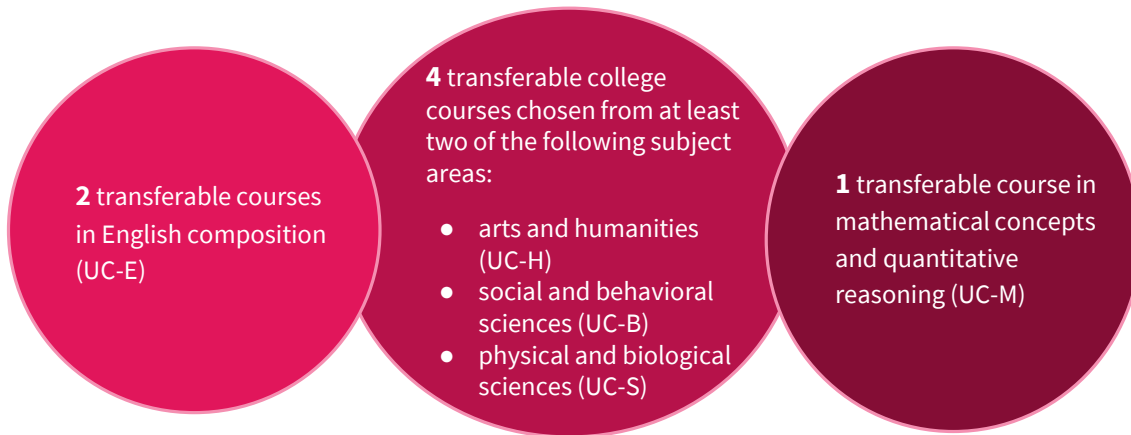 2 transferable courses
in English composition
(UC-E)
4 transferable college
courses chosen from at least
two of the following subject
areas:
● arts and humanities
(UC-H)
● social and behavioral
sciences (UC-B)
● physical and biological
sciences (UC-S)
1 transferable course in
mathematical concepts
and quantitative
reasoning (UC-M)